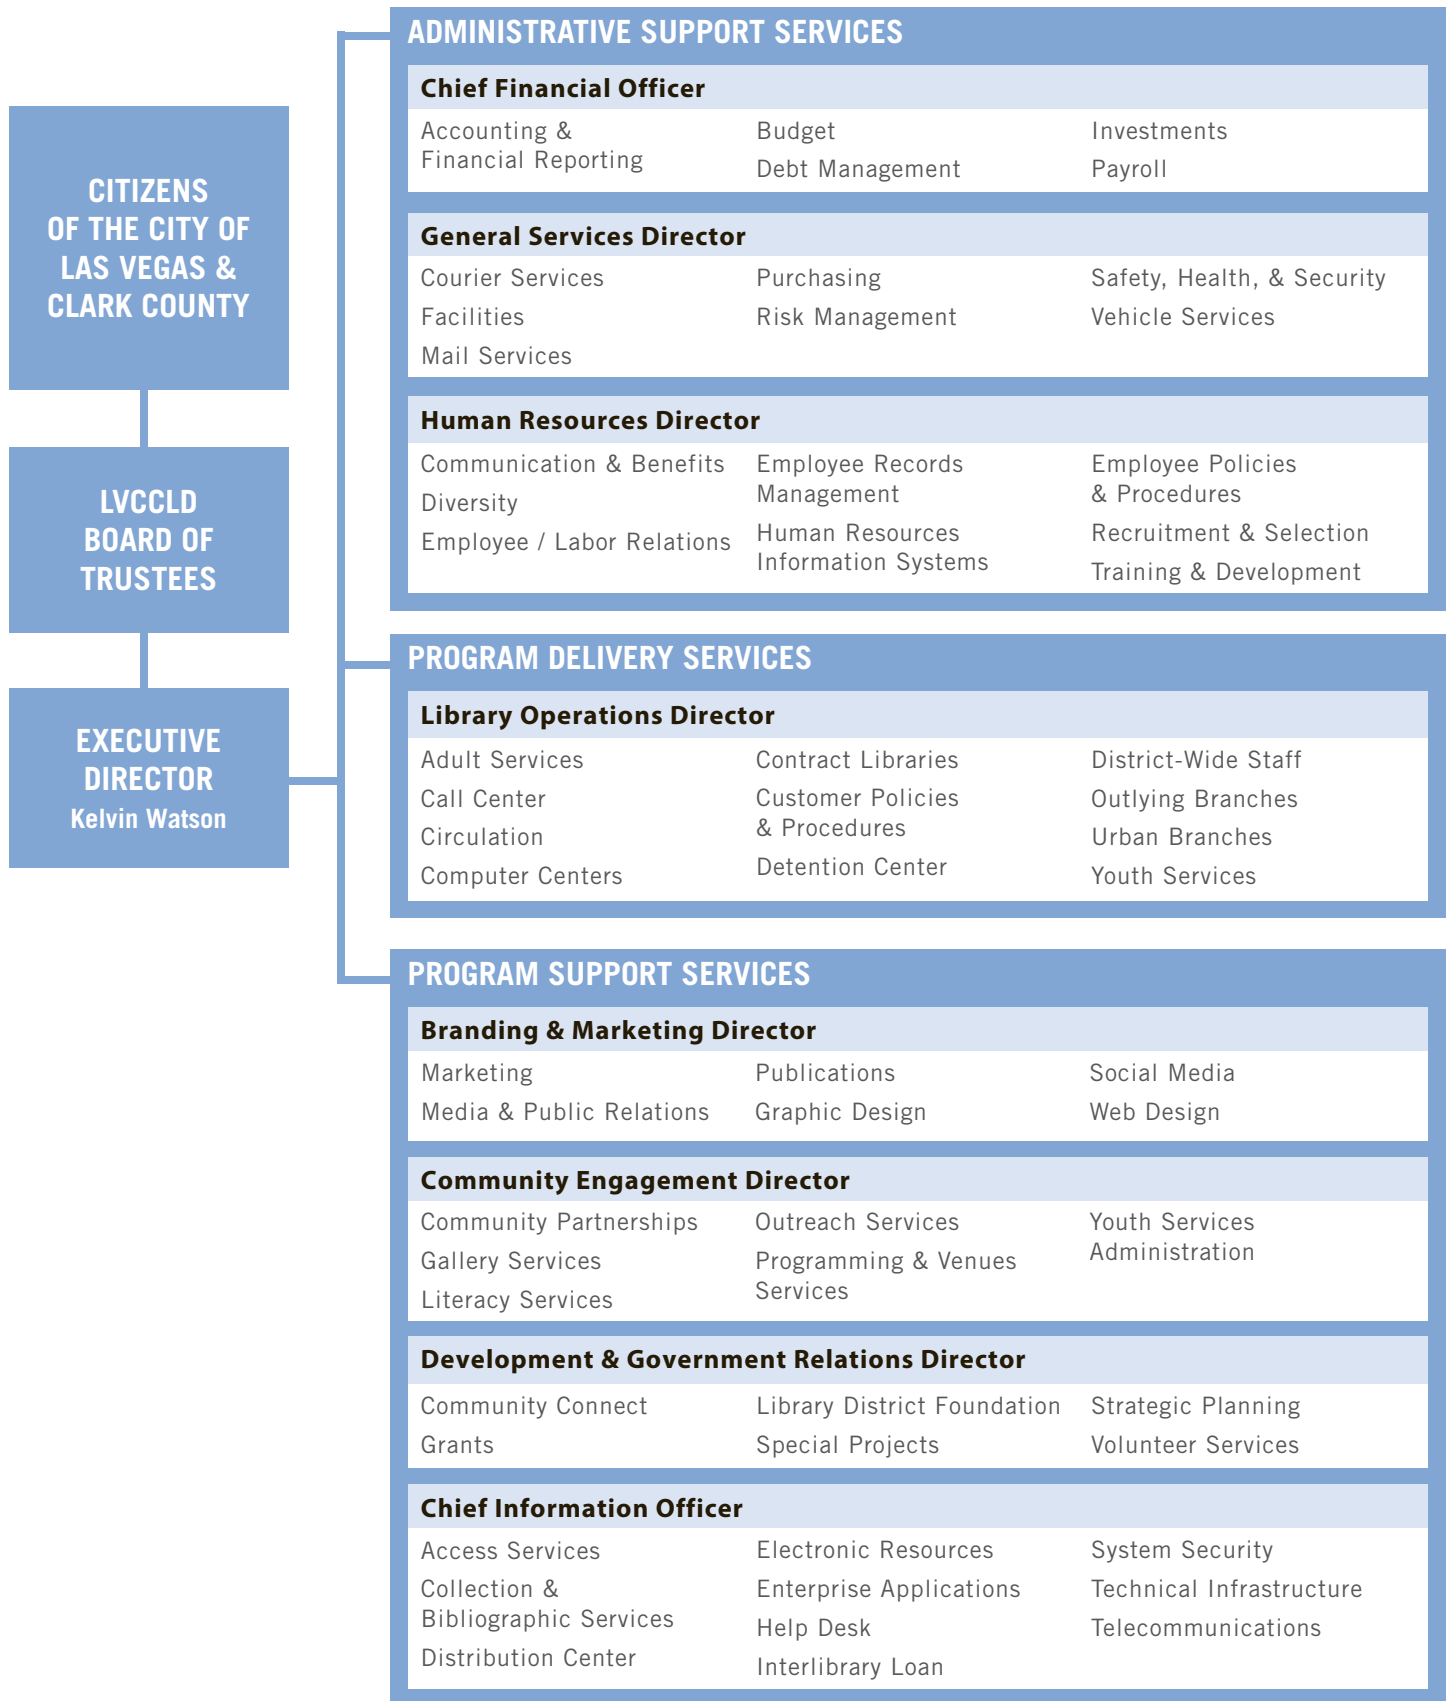 CITIZENS
OF THE CITY OF
LAS VEGAS &
CLARK COUNTY
LVCCLD
BOARD OF
TRUSTEES
EXECUTIVE
DIRECTOR
Kelvin Watson
ADMINISTRATIVE SUPPORT SERVICES
Chief Financial Officer
Accounting &
Financial Reporting
Budget
Debt Management
Investments
Payroll
General Services Director
Courier Services
Facilities
Mail Services
Purchasing
Risk Management
Safety, Health, & Security
Vehicle Services
Human Resources Director
Communication & Benefits
Diversity
Employee / Labor Relations
Employee Records
Management
Human Resources
Information Systems
Employee Policies
& Procedures
Recruitment & Selection
Training & Development
PROGRAM DELIVERY SERVICES
Library Operations Director
Adult Services
Call Center
Circulation
Computer Centers
Contract Libraries
Customer Policies
& Procedures
Detention Center
District-Wide Staff
Outlying Branches
Urban Branches
Youth Services
PROGRAM SUPPORT SERVICES
Branding & Marketing Director
Marketing
Media & Public Relations
Publications
Graphic Design
Social Media
Web Design
Community Engagement Director
Community Partnerships
Gallery Services
Literacy Services
Outreach Services
Programming & Venues
Services
Youth Services
Administration
Development & Government Relations Director
Community Connect
Grants
Library District Foundation
Special Projects
Strategic Planning
Volunteer Services
Chief Information Officer
Access Services
Collection &
Bibliographic Services
Distribution Center
Electronic Resources
Enterprise Applications
Help Desk
Interlibrary Loan
System Security
Technical Infrastructure
Telecommunications